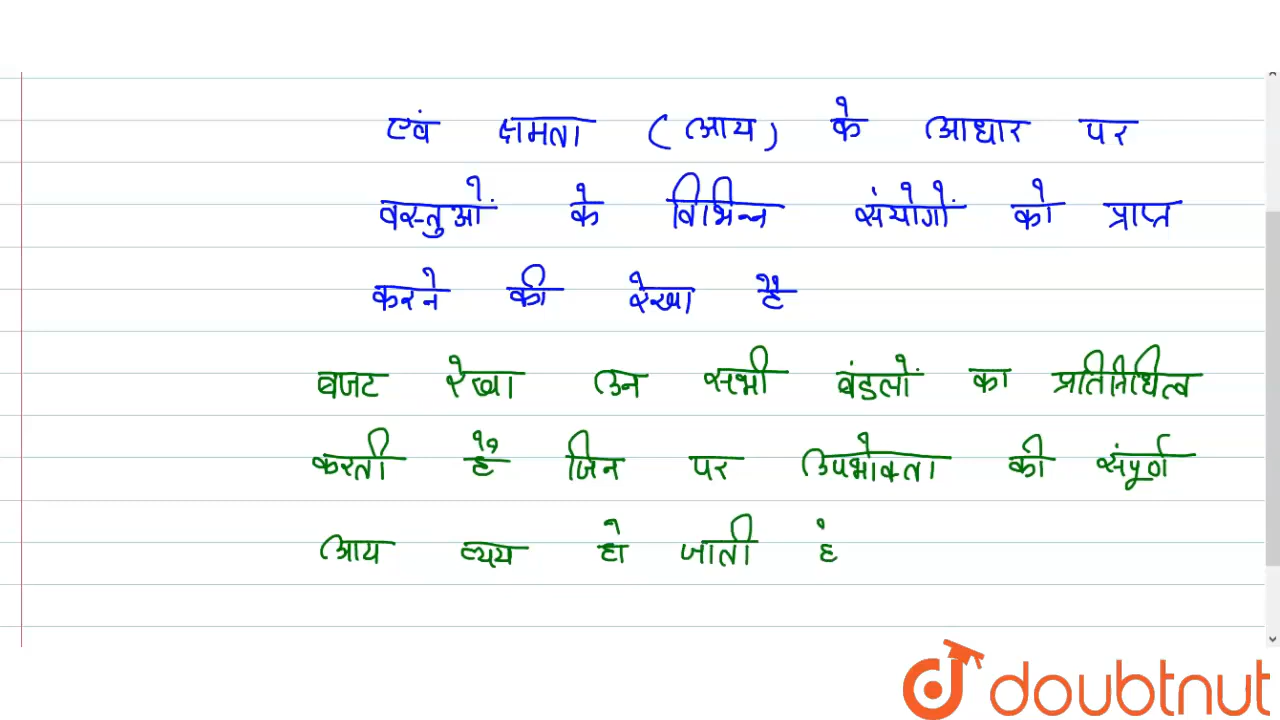 एवं क्षमता (आय) के आधार पर
वस्तुओं के विभिन्न संयोगों को प्राप्त
करने की रेखा है
बजट रेखा उन सभी बंडलों का प्रतिनिधित्व
करती है जिन पर उपभोक्ता की संपूर्ण
आय व्यय हो जाती हे
doubtnut